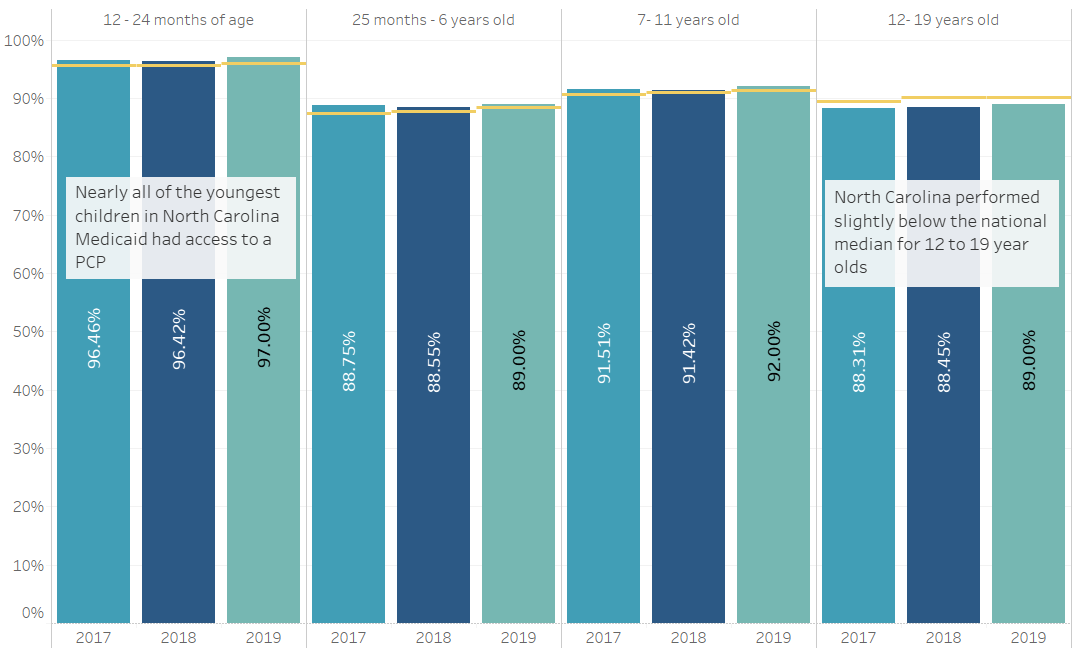 12 - 24 months of age
25 months - 6 years old
7- 11 years old
12- 19 years old
100%
90%
80%
70%
60%
50%
40%
30%
20%
10%
0%
Nearly all of the youngest
children in North Carolina
Medicaid had access to a
PCP
North Carolina performed
slightly below the national
median for 12 to 19 year
olds
96.46%
96.42%
97.00%
88.75%
88.55%
89.00%
91.51%
91.42%
92.00%
88.31%
88.45%
89.00%
2017
2018
2019
2017
2018
2019
2017
2018
2019
2017
2018
2019